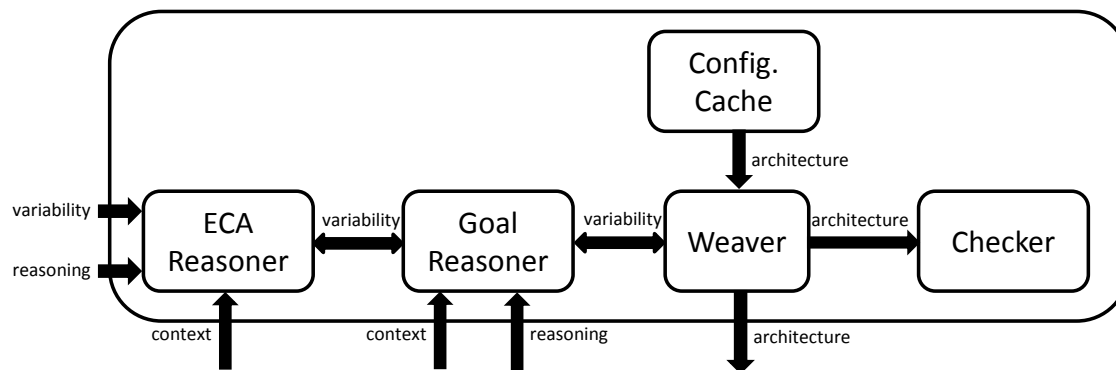 Config.
Cache
architecture
variability
ECA
Reasoner
variability
Goal
Reasoner
variability
Weaver
architecture
Checker
reasoning
context
context
reasoning
architecture